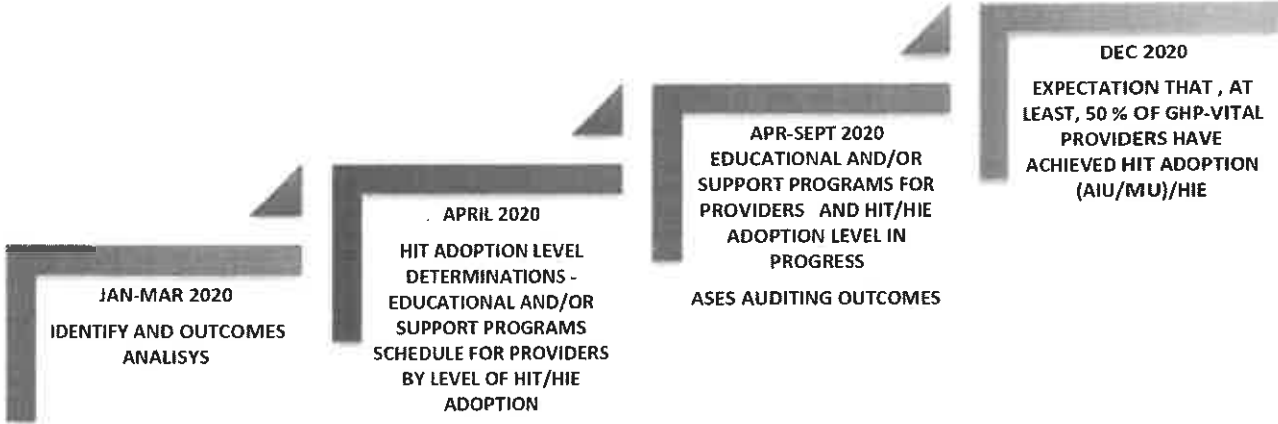 JAN-MAR 2020
IDENTIFY AND OUTCOMES
ANALISYS
. APRIL 2020
HIT ADOPTION LEVEL
DETERMINATIONS -
EDUCATIONAL AND/OR
SUPPORT PROGRAMS
SCHEDULE FOR PROVIDERS
BY LEVEL OF HIT/HIE
ADOPTION
APR-SEPT 2020
EDUCATIONAL AND/OR
SUPPORT PROGRAMS FOR
PROVIDERS AND HIT/HIE
ADOPTION LEVEL IN
PROGRESS
ASES AUDITING OUTCOMES
DEC 2020
EXPECTATION THAT , AT
LEAST, 50 % OF GHP-VITAL
PROVIDERS HAVE
ACHIEVED HIT ADOPTION
(AIU/MU)/HIE